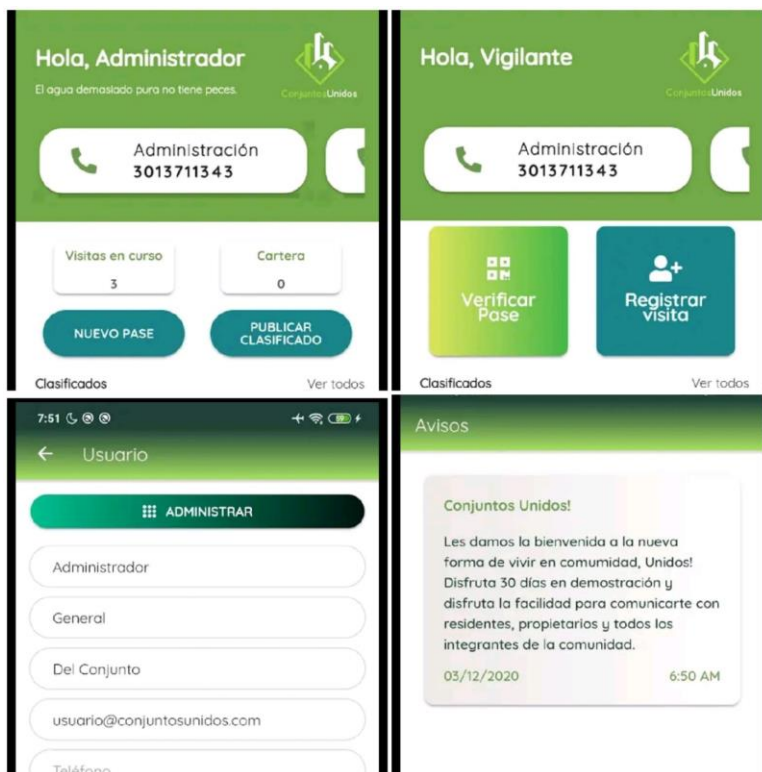 Hola, Administrador
El agua demasiado pura no tiene peces.
ConjuntosUnidos
Administración
3013711343
Visitas en curso
3
Cartera
0
NUEVO PASE
PUBLICAR
CLASIFICADO
Clasificados
Ver todos
Hola, Vigilante
ConjuntosUnidos
Administración
3013711343
Verificar
Pase
Registrar
visita
Clasificados
Ver todos
7:51
Usuario
ADMINISTRAR
Administrador
General
Del Conjunto
usuario@conjuntosunidos.com
Teléfono
Avisos
Conjuntos Unidos!
Les damos la bienvenida a la nueva
forma de vivir en comumidad, Unidos!
Disfruta 30 días en demostración y
disfruta la facilidad para comunicarte con
residentes, propietarios y todos los
integrantes de la comunidad.
03/12/2020
6:50 AM